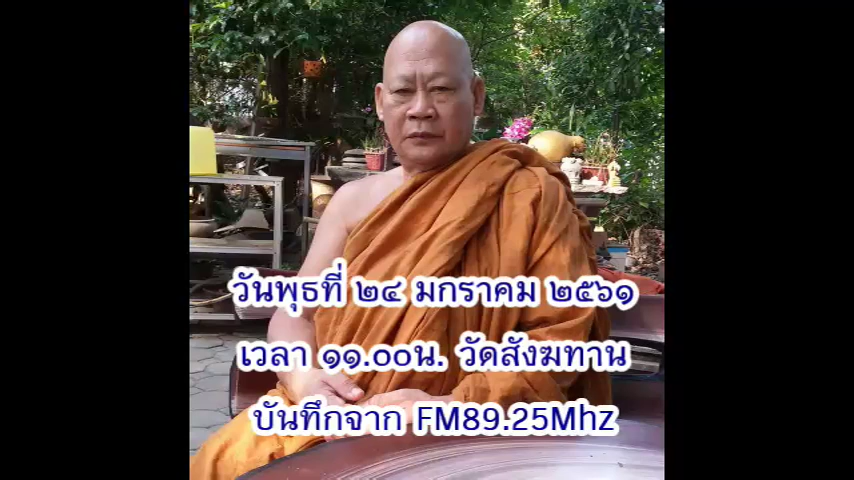 วันพุธที่ ๒๔ มกราคม ๒๕๖๑
เวลา ๑๑.๐๐น. วัดสังฆทาน
บันทึกจาก FM89.25Mhz